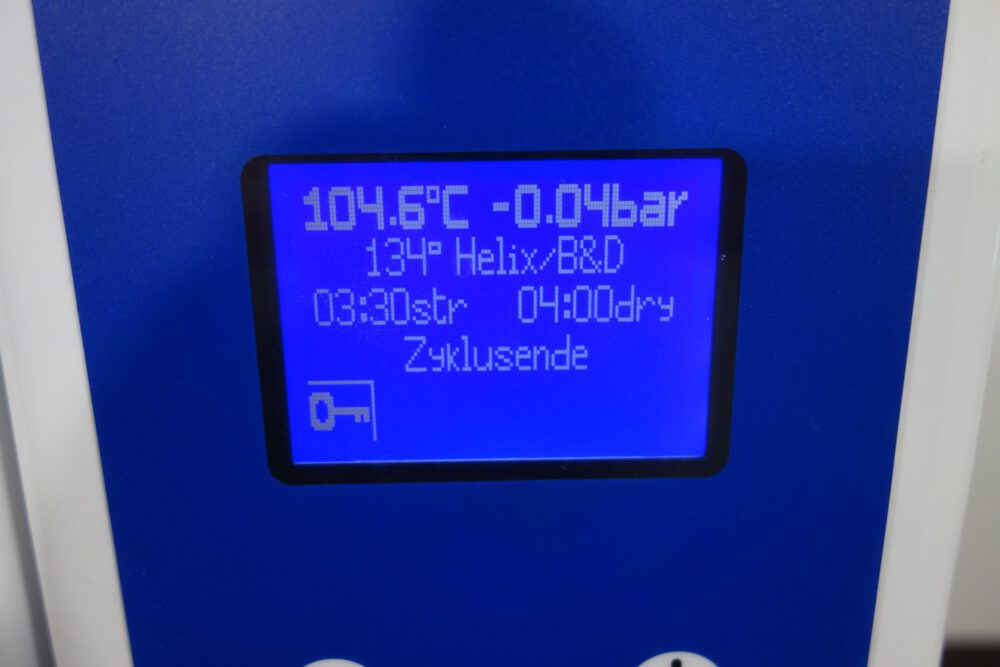 104.6°C -0.04bar
134° Helix/B&D
03:30str 04:00dry
Zyklusende